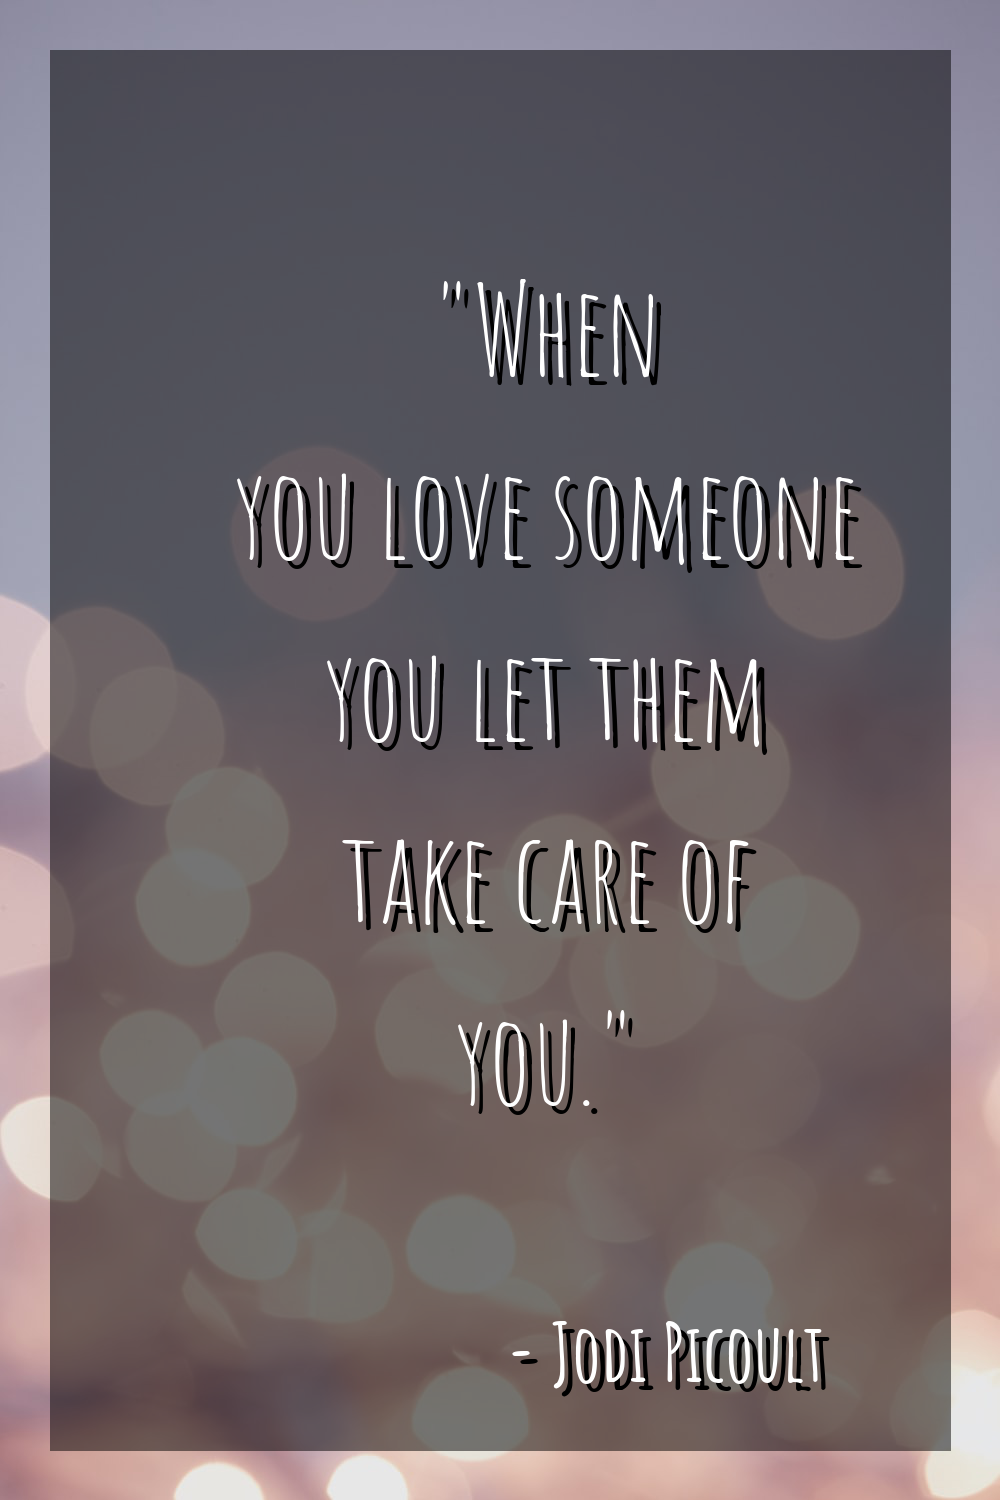 "When
you love someone
you let them
take care of
you."
- Jodi Picoult